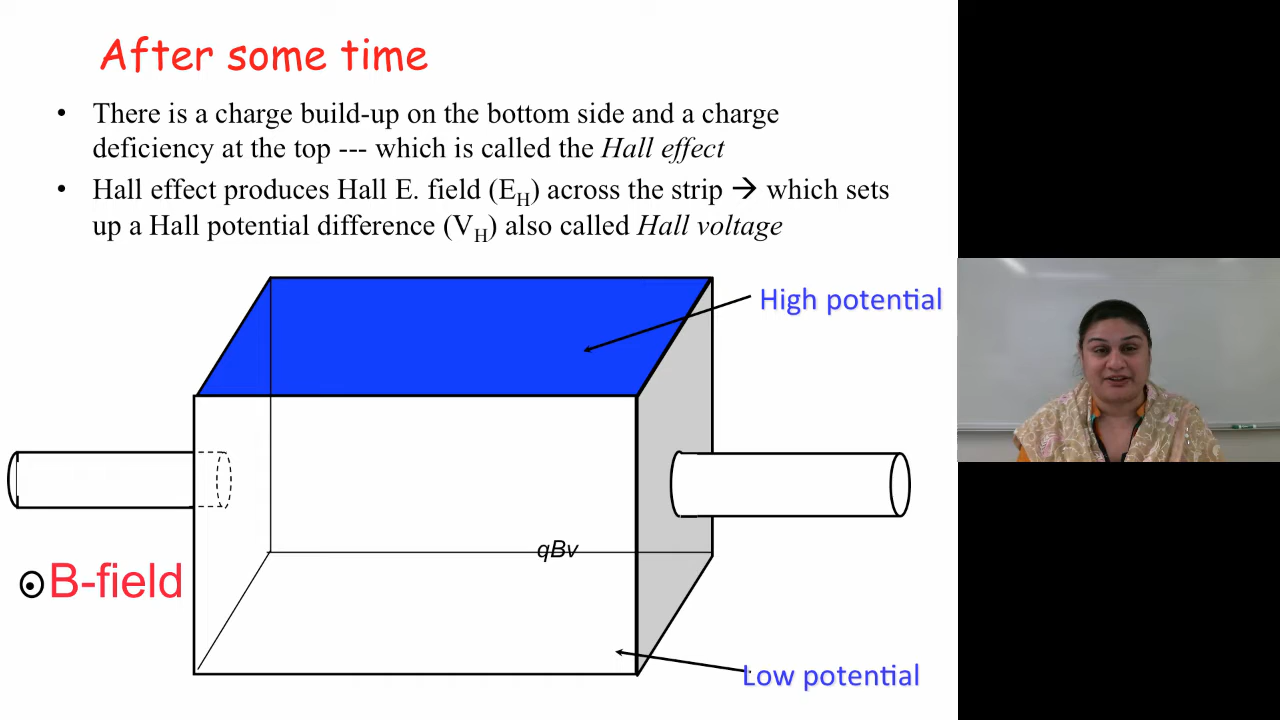 After some time
• There is a charge build-up on the bottom side and a charge
deficiency at the top --- which is called the Hall effect
• Hall effect produces Hall E. field (EH) across the strip → which sets
up a Hall potential difference (VH) also called Hall voltage
High potential
qBv
B-field
Low potential